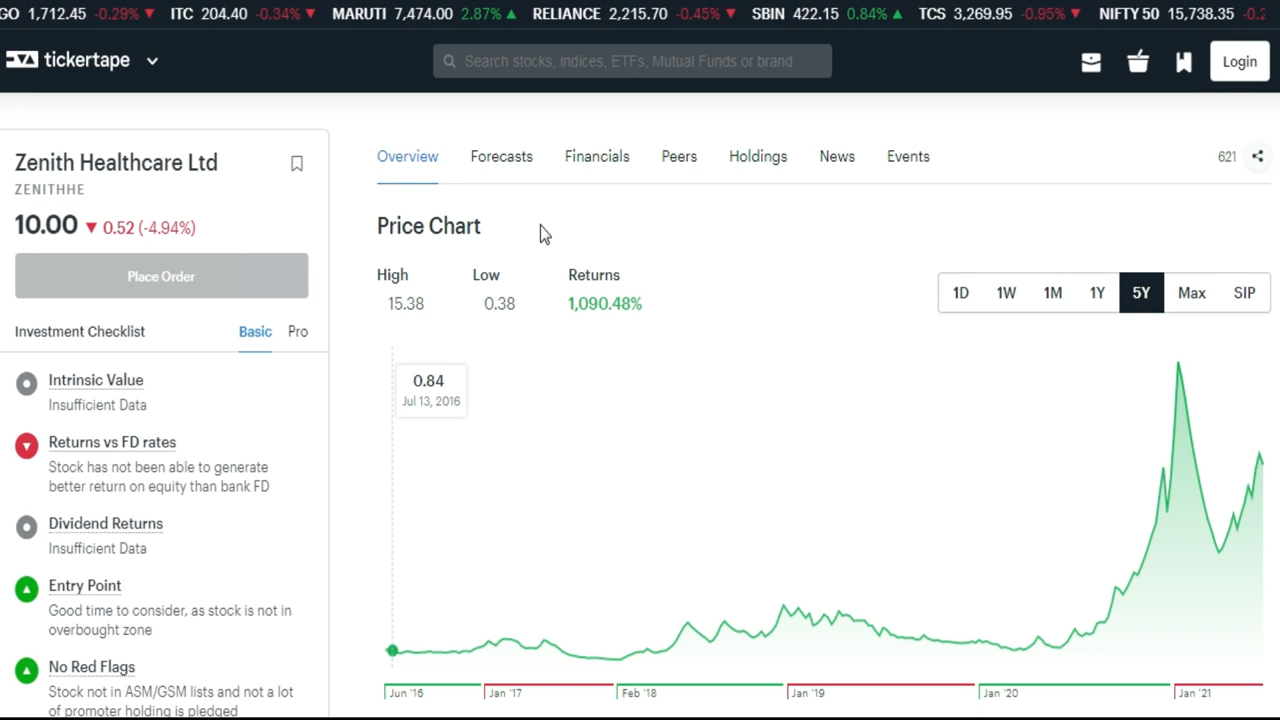 GO 1,712.45 -0.29% ▼ ITC 204.40 -0.34% ▼ MARUTI 7,474.00 2.87% ▲ RELIANCE 2,215.70 -0.45% ▼ SBIN 422.15 0.84% ▲ TCS 3,269.95 -0.95% ▼ NIFTY 50 15,738.35 -0.2
tickertape
Search stocks, indices, ETFs, Mutual Funds or brand
Login
Zenith Healthcare Ltd
ZENITHHE
10.00 ▼ 0.52 (-4.94%)
Place Order
Investment Checklist Basic Pro
Intrinsic Value
Insufficient Data
Returns vs FD rates
Stock has not been able to generate
better return on equity than bank FD
Dividend Returns
Insufficient Data
Entry Point
Good time to consider, as stock is not in
overbought zone
No Red Flags
Stock not in ASM/GSM lists and not a lot
of promoter holding is pledged
Overview Forecasts Financials Peers Holdings News Events 621
Price Chart
High Low Returns
15.38 0.38 1,090.48%
1D 1W 1M 1Y 5Y Max SIP
0.84
Jul 13, 2016
Jun '16 Jan '17 Feb '18 Jan '19 Jan '20 Jan '21